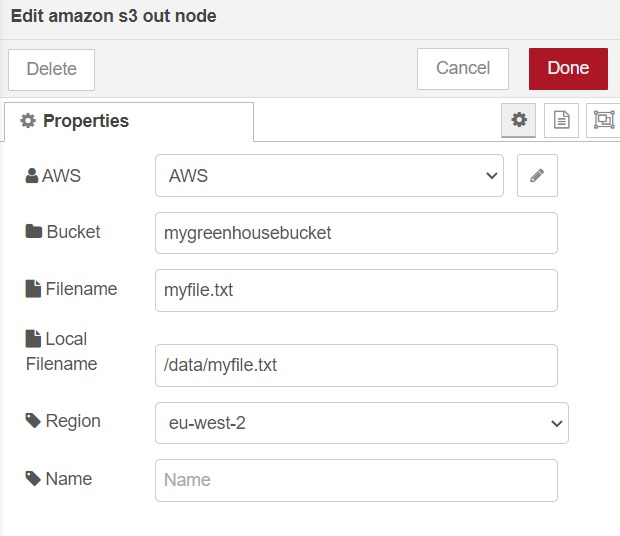 Edit amazon s3 out node
Delete
Cancel
Done
Properties
AWS
AWS
Bucket
mygreenhousebucket
Filename
myfile.txt
Local
Filename
/data/myfile.txt
Region
eu-west-2
Name
Name